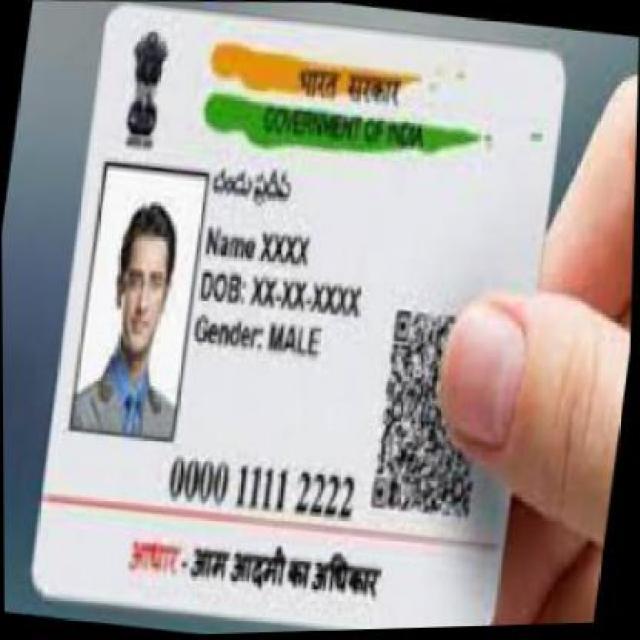 भारत सरकार
GOVERNMENT OF INDIA
Name XXXX
DOB: XX-XX-XXXX
Gender: MALE
0000 1111 2222
आधार - आम आदमी का अधिकार